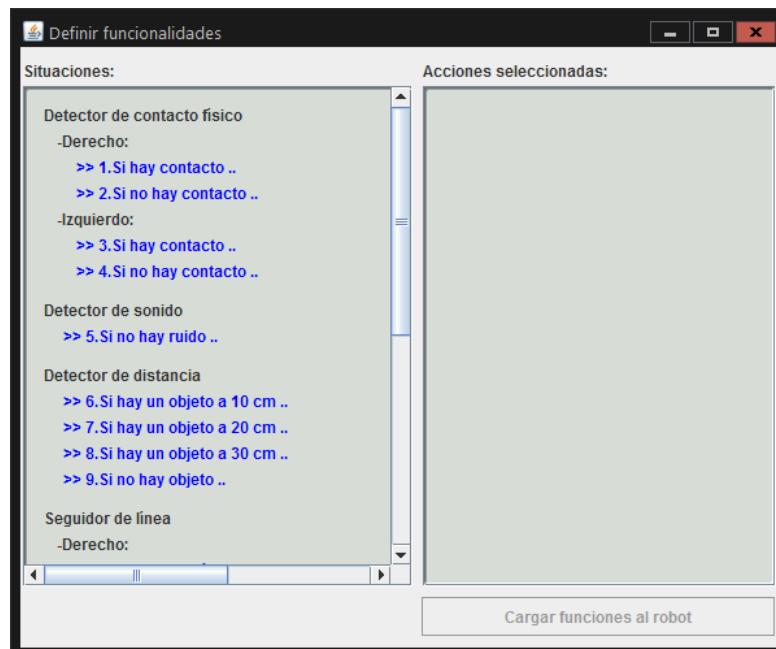 Definir funcionalidades
Situaciones:
Detector de contacto físico
-Derecho:
>> 1.Si hay contacto ..
>> 2.Si no hay contacto ..
-Izquierdo:
>> 3.Si hay contacto ..
>> 4.Si no hay contacto ..
Detector de sonido
>> 5.Si no hay ruido ..
Detector de distancia
>> 6.Si hay un objeto a 10 cm ..
>> 7.Si hay un objeto a 20 cm ..
>> 8.Si hay un objeto a 30 cm ..
>> 9.Si no hay objeto ..
Seguidor de línea
-Derecho:
Acciones seleccionadas:
Cargar funciones al robot